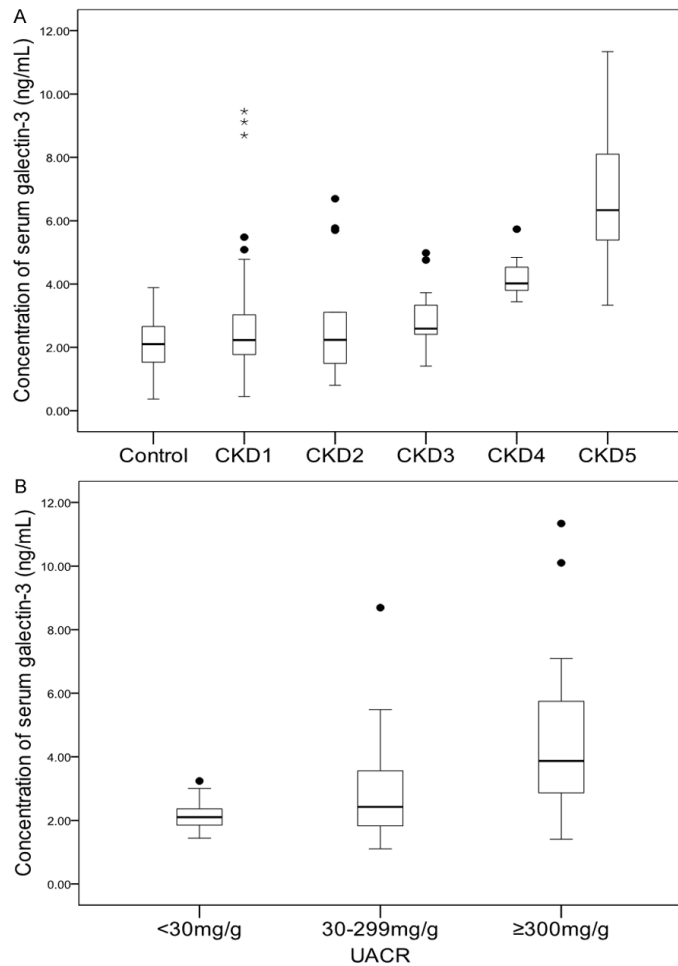 A
Concentration of serum galectin-3 (ng/mL)
12.00
10.00
8.00
6.00
4.00
2.00
0.00
Control CKD1 CKD2 CKD3 CKD4 CKD5
B
Concentration of serum galectin-3 (ng/mL)
12.00
10.00
8.00
6.00
4.00
2.00
0.00
<30mg/g 30-299mg/g ≥300mg/g
UACR